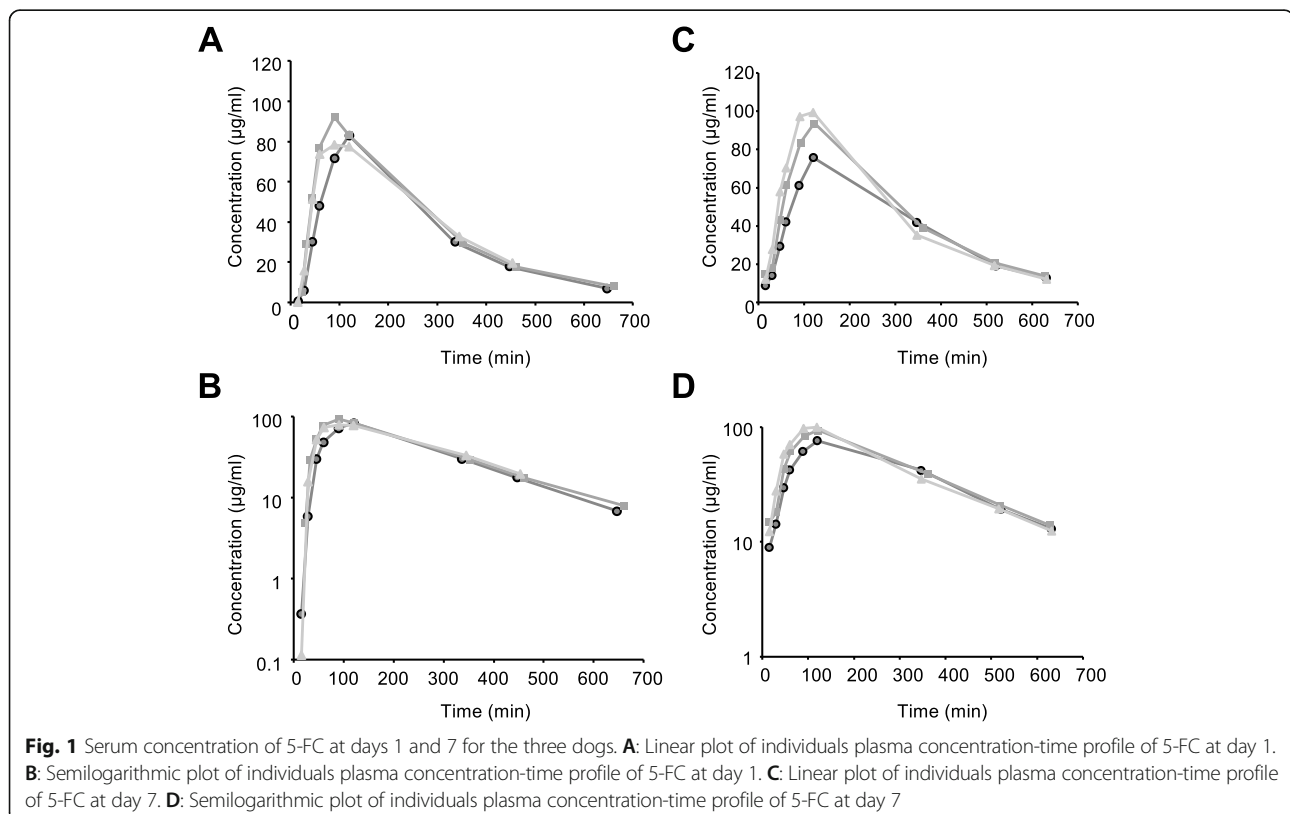 A
C
120
100
80
60
40
20
0
Concentration (µg/ml)
0 100 200 300 400 500 600 700
Time (min)
120
100
80
60
40
20
0
Concentration (µg/ml)
0 100 200 300 400 500 600 700
Time (min)
B
D
100
10
1
0.1
Concentration (µg/ml)
0 100 200 300 400 500 600 700
Time (min)
100
10
1
Concentration (µg/ml)
0 100 200 300 400 500 600 700
Time (min)
Fig. 1 Serum concentration of 5-FC at days 1 and 7 for the three dogs. A: Linear plot of individuals plasma concentration-time profile of 5-FC at day 1.
B: Semilogarithmic plot of individuals plasma concentration-time profile of 5-FC at day 1. C: Linear plot of individuals plasma concentration-time profile
of 5-FC at day 7. D: Semilogarithmic plot of individuals plasma concentration-time profile of 5-FC at day 7